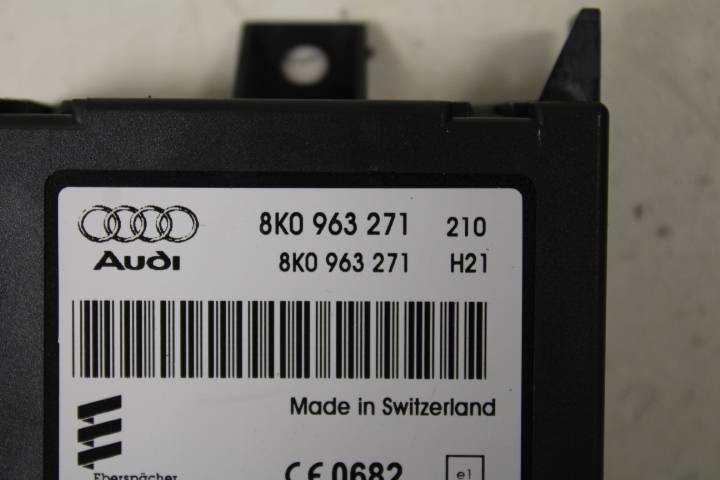 8K0 963 271 210
Audi
8K0 963 271 H21
Made in Switzerland
Eberspächer
CE 0682
e1